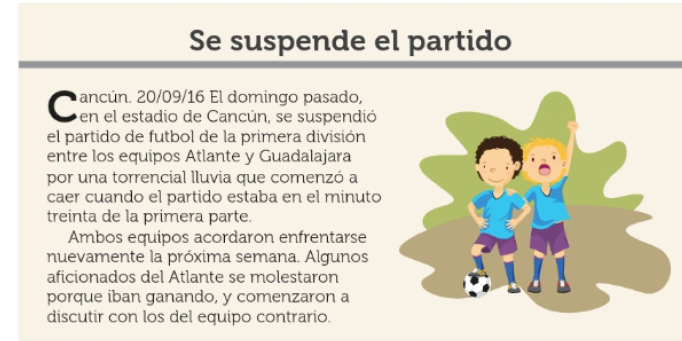 Se suspende el partido
Cancún. 20/09/16 El domingo pasado,
en el estadio de Cancún, se suspendió
el partido de futbol de la primera división
entre los equipos Atlante y Guadalajara
por una torrencial lluvia que comenzó a
caer cuando el partido estaba en el minuto
treinta de la primera parte.
Ambos equipos acordaron enfrentarse
nuevamente la próxima semana. Algunos
aficionados del Atlante se molestaron
porque iban ganando, y comenzaron a
discutir con los del equipo contrario.